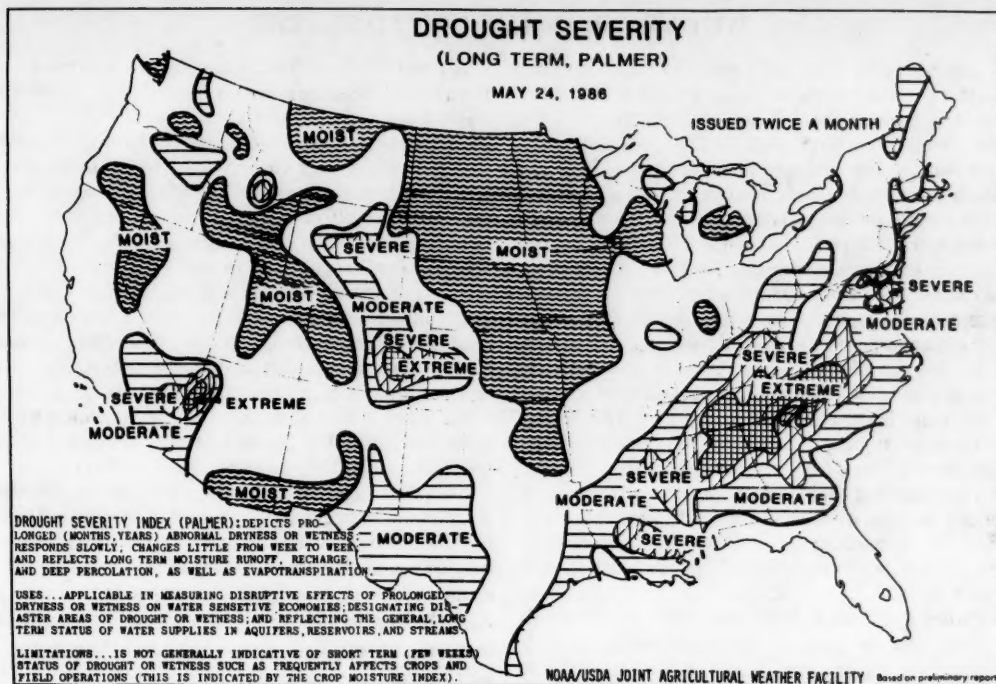 DROUGHT SEVERITY
(LONG TERM, PALMER)
MAY 24, 1986
ISSUED TWICE A MONTH
MOIST
MOIST
SEVERE
MOIST
MOIST
SEVERE
MODERATE
MODERATE
SEVERE
SEVERE
EXTREME
EXTREME
SEVERE
EXTREME
MODERATE
SEVERE
MOIST
MODERATE
MODERATE
MODERATE
SEVERE
DROUGHT SEVERITY INDEX (PALMER): DEPICTS PRO-
LONGED (MONTHS, YEARS) ABNORMAL DRYNESS OR WETNESS;
RESPONDS SLOWLY, CHANGES LITTLE FROM WEEK TO WEEK;
AND REFLECTS LONG TERM MOISTURE RUNOFF, RECHARGE,
AND DEEP PERCOLATION, AS WELL AS EVAPOTRANSPIRATION.
USES...APPLICABLE IN MEASURING DISRUPTIVE EFFECTS OF PROLONGED
DRYNESS OR WETNESS ON WATER SENSETIVE ECONOMIES; DESIGNATING DIS-
ASTER AREAS OF DROUGHT OR WETNESS; AND REFLECTING THE GENERAL, LONG
TERM STATUS OF WATER SUPPLIES IN AQUIFERS, RESERVOIRS, AND STREAMS.
LIMITATIONS...IS NOT GENERALLY INDICATIVE OF SHORT TERM (FEW WEEKS)
STATUS OF DROUGHT OR WETNESS SUCH AS FREQUENTLY AFFECTS CROPS AND
FIELD OPERATIONS (THIS IS INDICATED BY THE CROP MOISTURE INDEX).
NOAA/USDA JOINT AGRICULTURAL WEATHER FACILITY Based on preliminary report